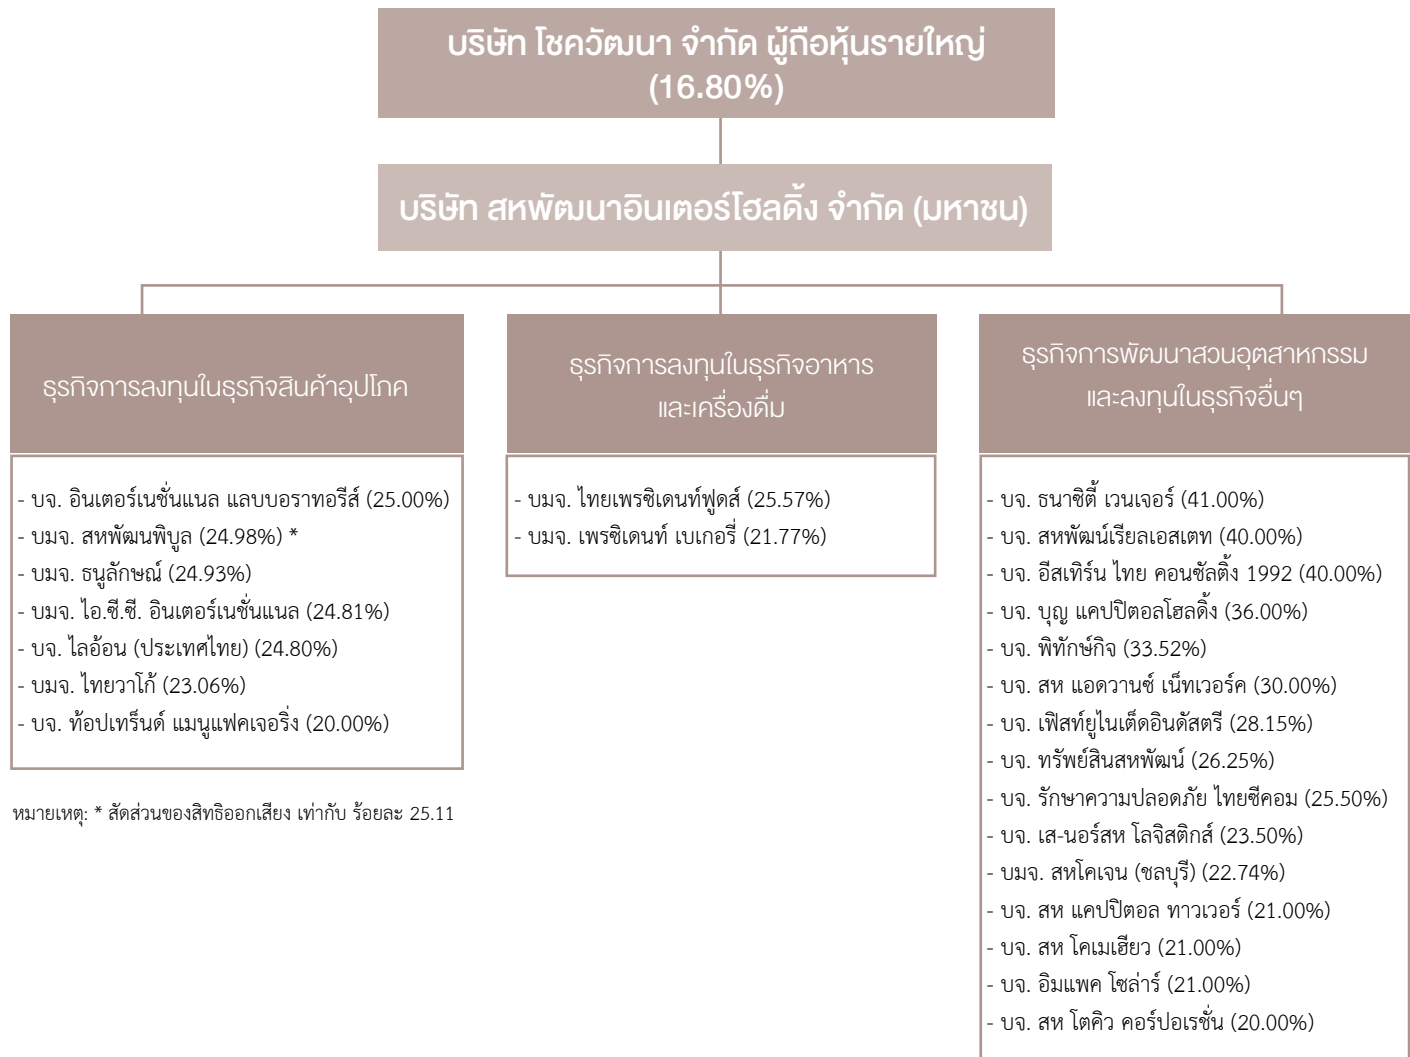 บริษัท โชควัฒนา จำกัด ผู้ถือหุ้นรายใหญ่
(16.80%)
บริษัท สหพัฒนาอินเตอร์โฮลดิ้ง จำกัด (มหาชน)
ธุรกิจการลงทุนในธุรกิจสินค้าอุปโภค
- บจ. อินเตอร์เนชั่นแนล แลบบอราทอรีส์ (25.00%)
- บมจ. สหพัฒนพิบูล (24.98%) *
- บมจ. ธนูลักษณ์ (24.93%)
- บมจ. ไอ.ซี.ซี. อินเตอร์เนชั่นแนล (24.81%)
- บจ. ไลอ้อน (ประเทศไทย) (24.80%)
- บมจ. ไทยวาโก้ (23.06%)
- บจ. ท้อปเทร็นด์ แมนูแฟคเจอริ่ง (20.00%)
หมายเหตุ: * สัดส่วนของสิทธิออกเสียง เท่ากับ ร้อยละ 25.11
ธุรกิจการลงทุนในธุรกิจอาหาร
และเครื่องดื่ม
- บมจ. ไทยเพรซิเดนท์ฟูดส์ (25.57%)
- บมจ. เพรซิเดนท์ เบเกอรี่ (21.77%)
ธุรกิจการพัฒนาสวนอุตสาหกรรม
และลงทุนในธุรกิจอื่นๆ
- บจ. ธนาซิตี้ เวนเจอร์ (41.00%)
- บจ. สหพัฒน์เรียลเอสเตท (40.00%)
- บจ. อีสเทิร์น ไทย คอนซัลติ้ง 1992 (40.00%)
- บจ. บุญ แคปปิตอลโฮลดิ้ง (36.00%)
- บจ. พิทักษ์กิจ (33.52%)
- บจ. สห แอดวานซ์ เน็ทเวอร์ค (30.00%)
- บจ. เฟิสท์ยูไนเต็ดอินดัสตรี (28.15%)
- บจ. ทรัพย์สินสหพัฒน์ (26.25%)
- บจ. รักษาความปลอดภัย ไทยซีคอม (25.50%)
- บจ. เส-นอร์สห โลจิสติกส์ (23.50%)
- บมจ. สหโคเจน (ชลบุรี) (22.74%)
- บจ. สห แคปปิตอล ทาวเวอร์ (21.00%)
- บจ. สห โคเมเฮียว (21.00%)
- บจ. อิมแพค โซล่าร์ (21.00%)
- บจ. สห โตคิว คอร์ปอเรชั่น (20.00%)